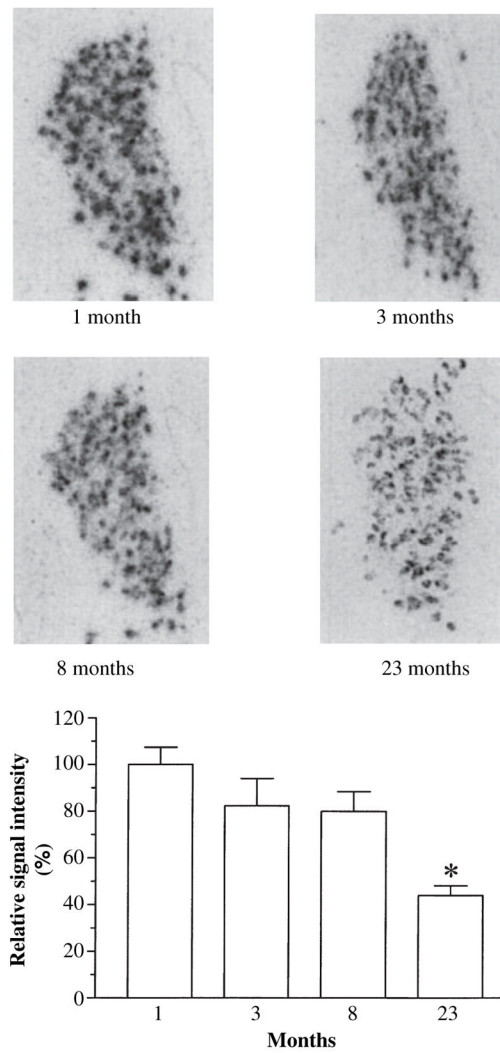 1 month
3 months
8 months
23 months
120
100
80
60
40
20
0
Relative signal intensity
(%)
*
1 3 8 23
Months